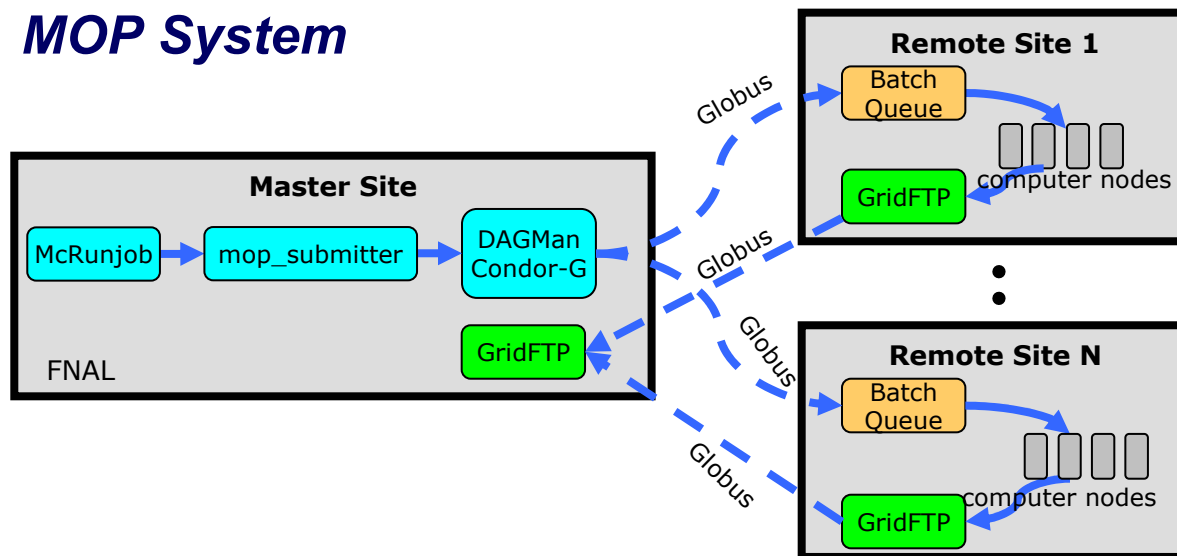 MOP System
Master Site
McRunjob
mop_submitter
DAGMan
Condor-G
GridFTP
FNAL
Globus
Globus
Globus
Globus
Remote Site 1
Batch
Queue
computer nodes
GridFTP
Remote Site N
Batch
Queue
computer nodes
GridFTP